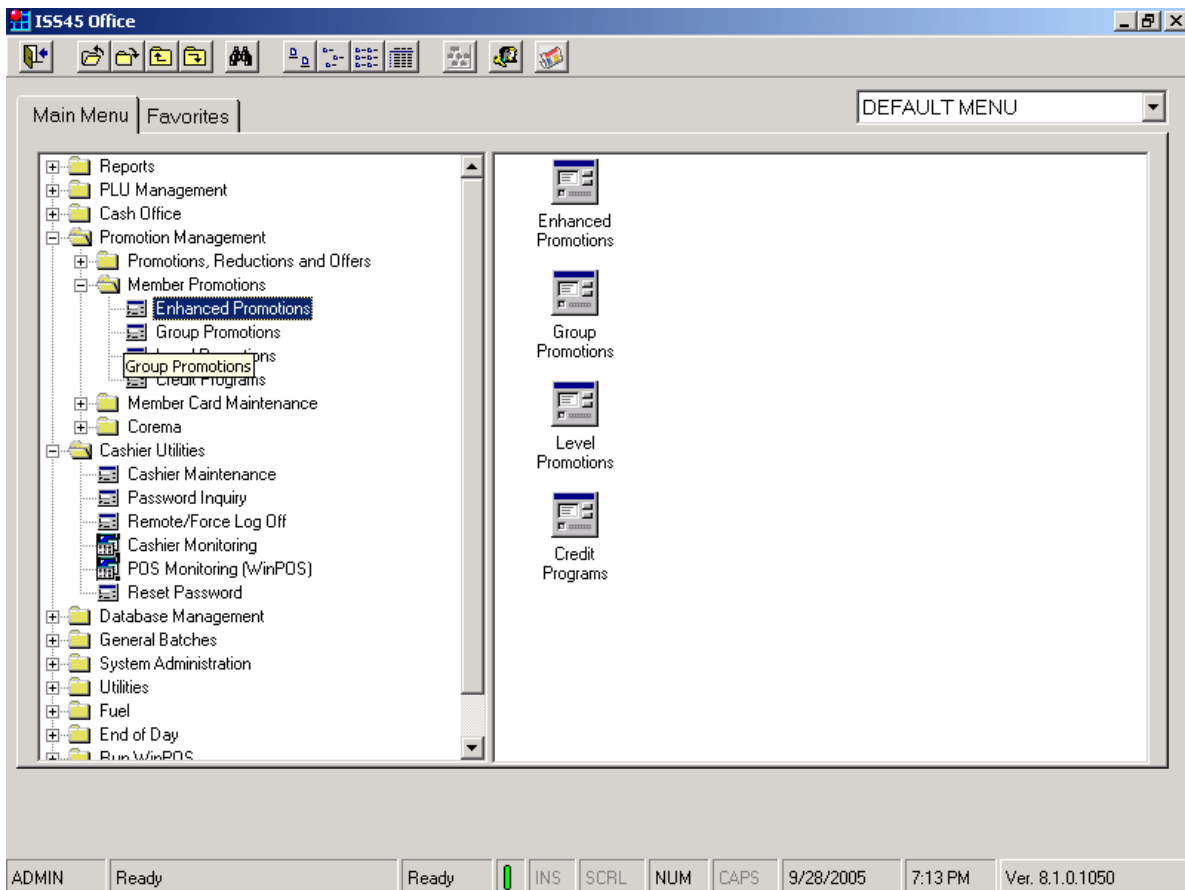 ISS45 Office
Main Menu
Favorites
DEFAULT MENU
Reports
PLU Management
Cash Office
Promotion Management
Promotions, Reductions and Offers
Member Promotions
Enhanced Promotions
Group Promotions
Group Promotions
Credit Programs
Member Card Maintenance
Corema
Cashier Utilities
Cashier Maintenance
Password Inquiry
Remote/Force Log Off
Cashier Monitoring
POS Monitoring (WinPOS)
Reset Password
Database Management
General Batches
System Administration
Utilities
Fuel
End of Day
Run WinPOS
Enhanced
Promotions
Group
Promotions
Level
Promotions
Credit
Programs
ADMIN
Ready
Ready
INS
SCRL
NUM
CAPS
9/28/2005
7:13 PM
Ver. 8.1.0.1050